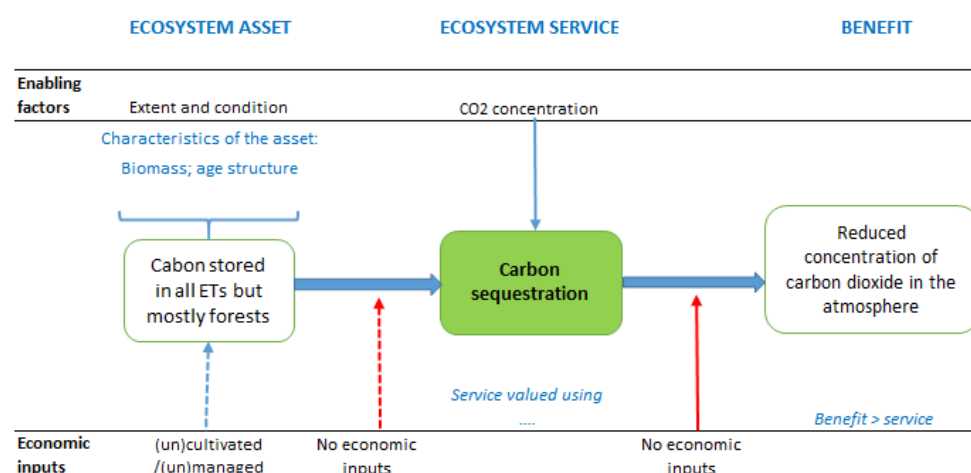 ECOSYSTEM ASSET
ECOSYSTEM SERVICE
BENEFIT
Enabling
factors
Extent and condition
CO2 concentration
Characteristics of the asset:
Biomass; age structure
Cabon stored
in all ETs but
mostly forests
Carbon
sequestration
Reduced
concentration of
carbon dioxide in the
atmosphere
Service valued using
....
Benefit > service
Economic
inputs
(un)cultivated
/(un)managed
No economic
inputs
No economic
inputs